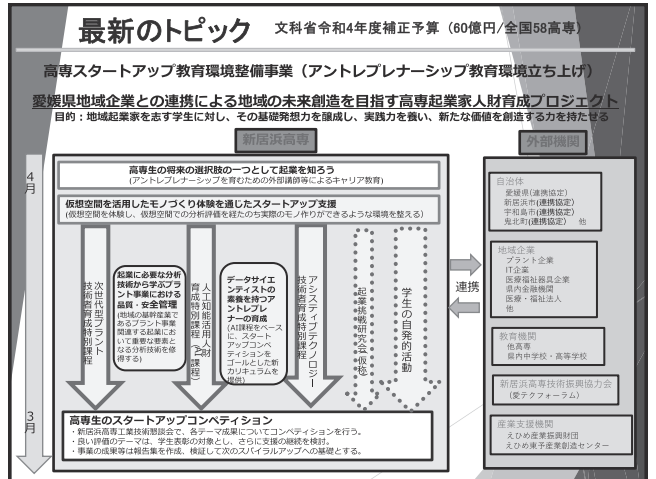 最新のトピック
文科省令和4年度補正予算（60億円/全国58高専）
高専スタートアップ教育環境整備事業（アントレプレナーシップ教育環境立ち上げ）
愛媛県地域企業との連携による地域の未来創造を目指す高専起業家人財育成プロジェクト
目的：地域起業家を志す学生に対し、その基礎発想力を醸成し、実践力を養い、新たな価値を創造する力を持たせる
新居浜高専
4月
3月
高専生の将来の選択肢の一つとして起業を知ろう
(アントレプレナーシップを育むための外部講師等によるキャリア教育)
仮想空間を活用したモノづくり体験を通じたスタートアップ支援
(仮想空間を体験し、仮想空間での分析評価を経たのち実際のモノ作りができるような環境を整える)
次世代型プラント
技術者育成特別課程
起業に必要な分析
技術から学ぶプラ
ント事業における
品質・安全管理
(地域の基幹産業で
あるプラント事業
関連する起業にお
いて重要な要素と
なる分析技術を修
得する)
人工知能活用人財
育成特別課程（AI課程）
データサイエ
ンティストの
素養を持つア
ントレプレ
ナーの育成
(AI課程をベース
に、スタート
アップコンペ
ティションを
ゴールとした新
カリキュラムを
提供)
アシスティブテクノロジー
技術者育成特別課程
起業挑戦研究会(仮称)
学生の自発的活動
高専生のスタートアップコンペティション
・新居浜高専工業技術懇談会で、各テーマ成果についてコンペティションを行う。
・良い評価のテーマは、学生表彰の対象とし、さらに支援の継続を検討。
・事業の成果等は報告集を作成、検証して次のスパイラルアップへの基礎とする。
連携
外部機関
自治体
愛媛県(連携協定)
新居浜市(連携協定)
宇和島市(連携協定)
鬼北町(連携協定)　他
地域企業
プラント企業
IT企業
医療福祉器具企業
県内金融機関
医療・福祉法人
他
教育機関
他高専
県内中学校・高等学校
新居浜高専技術振興協力会
(愛テクフォーラム)
産業支援機関
えひめ産業振興財団
えひめ東予産業創造センター